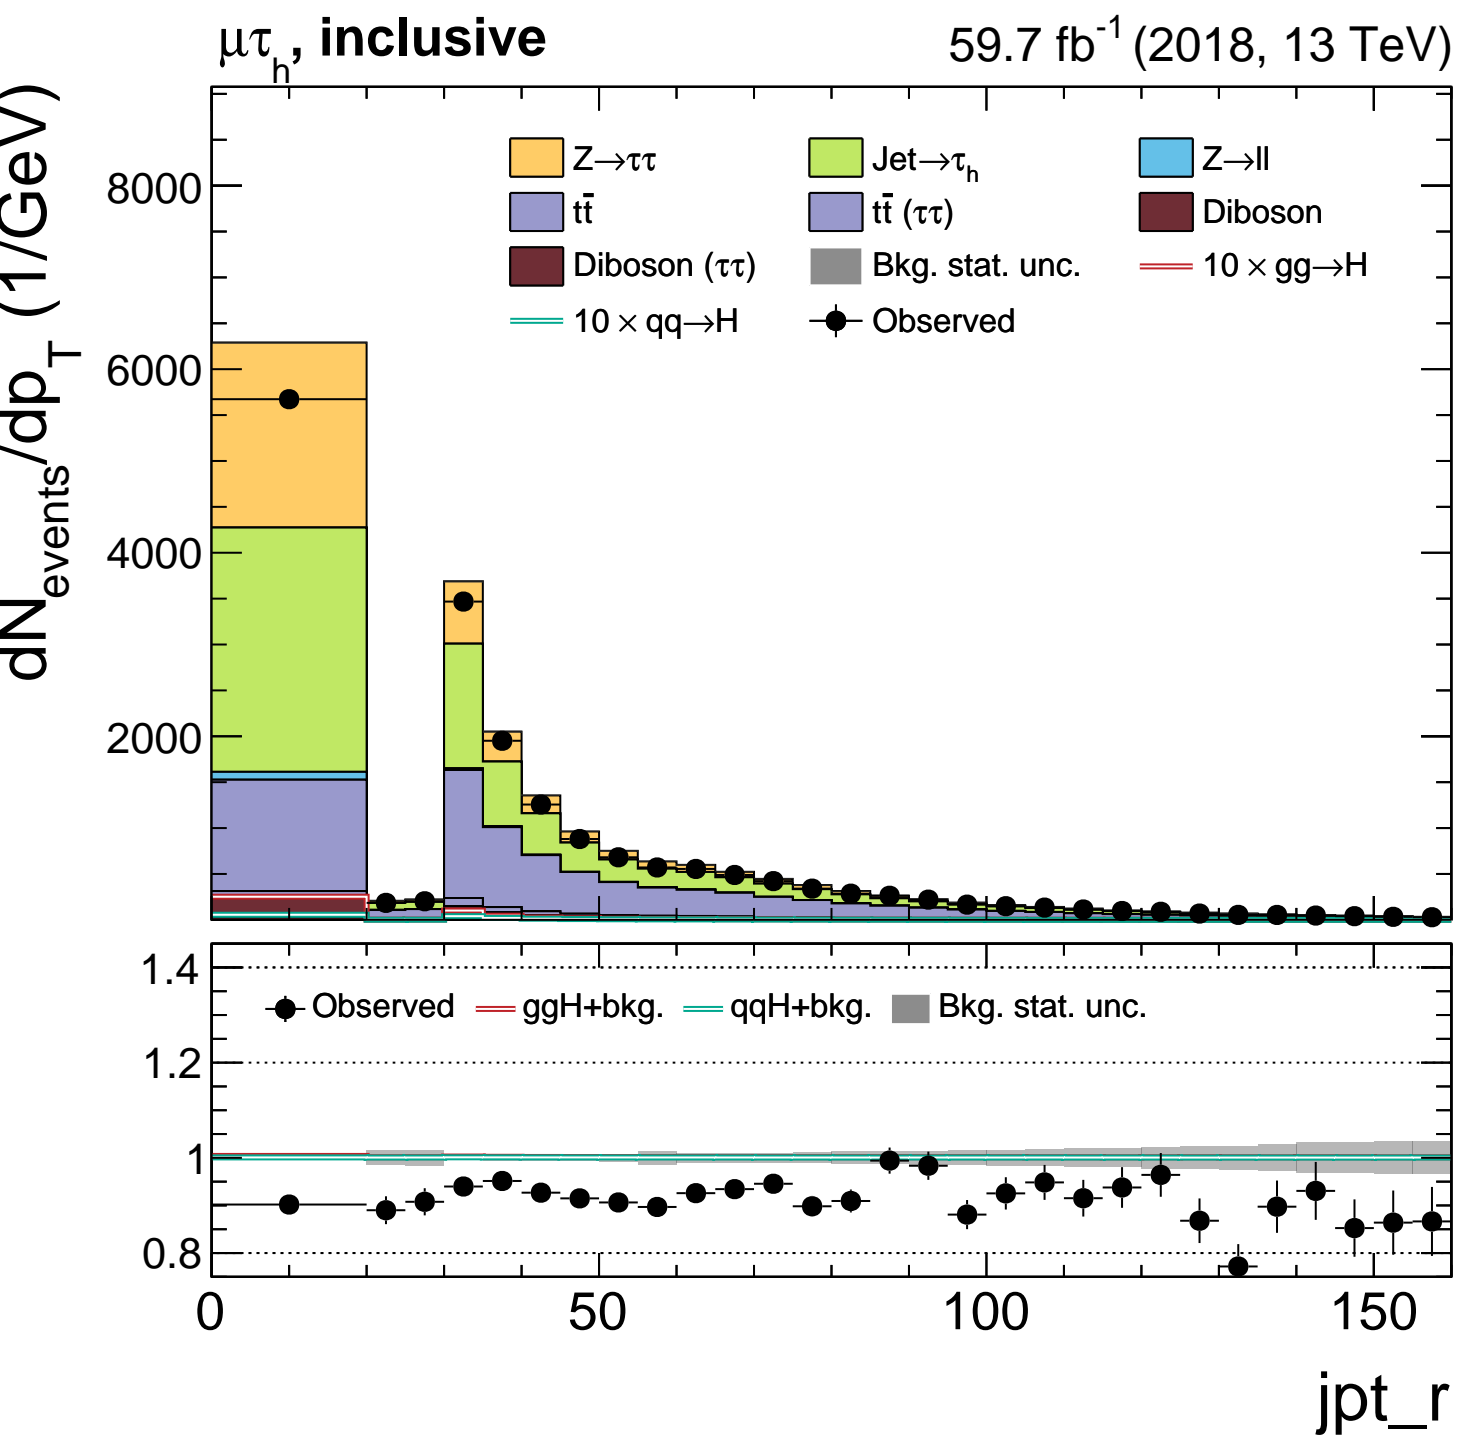 μτh, inclusive
59.7 fb-1 (2018, 13 TeV)
dNevents/dpT (1/GeV)
Z→ττ
Jet→τh
Z→ll
tt̄
tt̄ (ττ)
Diboson
Diboson (ττ)
Bkg. stat. unc.
10 × gg→H
10 × qq→H
Observed
8000
6000
4000
2000
1.4
1.2
1
0.8
Observed
ggH+bkg.
qqH+bkg.
Bkg. stat. unc.
0
50
100
150
jpt_r